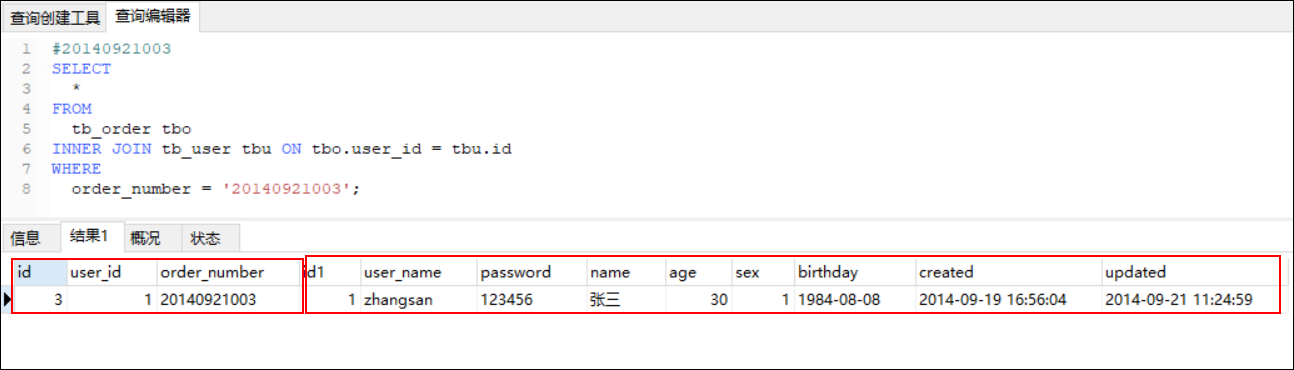 查询创建工具 查询编辑器
1 #20140921003
2 SELECT
3 *
4 FROM
5 tb_order tbo
6 INNER JOIN tb_user tbu ON tbo.user_id = tbu.id
7 WHERE
8 order_number = '20140921003';
信息 结果1 概况 状态
id user_id order_number id1 user_name password name age sex birthday created updated
3 1 20140921003 1 zhangsan 123456 张三 30 1 1984-08-08 2014-09-19 16:56:04 2014-09-21 11:24:59